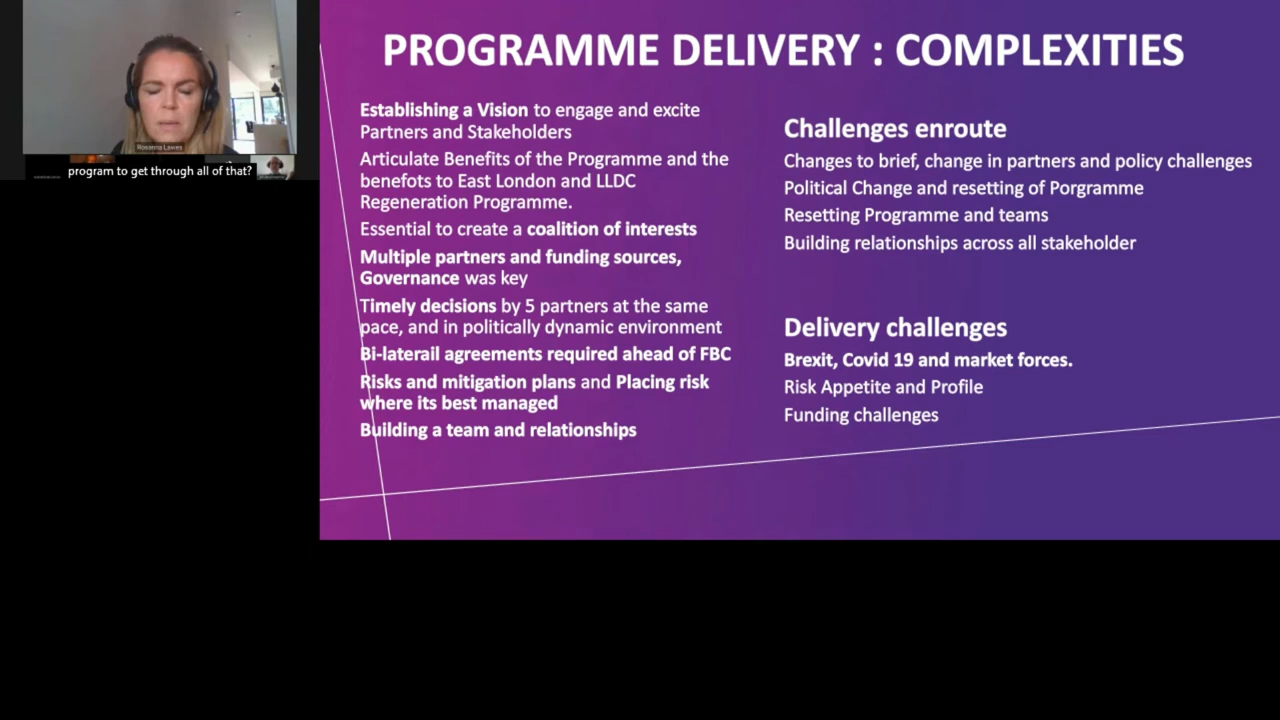 PROGRAMME DELIVERY : COMPLEXITIES
Rosanna Lawes
program to get through all of that?
Establishing a Vision to engage and excite
Partners and Stakeholders
Articulate Benefits of the Programme and the
benefots to East London and LLDC
Regeneration Programme.
Essential to create a coalition of interests
Multiple partners and funding sources,
Governance was key
Timely decisions by 5 partners at the same
pace, and in politically dynamic environment
Bi-laterail agreements required ahead of FBC
Risks and mitigation plans and Placing risk
where its best managed
Building a team and relationships
Challenges enroute
Changes to brief, change in partners and policy challenges
Political Change and resetting of Porgramme
Resetting Programme and teams
Building relationships across all stakeholder
Delivery challenges
Brexit, Covid 19 and market forces.
Risk Appetite and Profile
Funding challenges